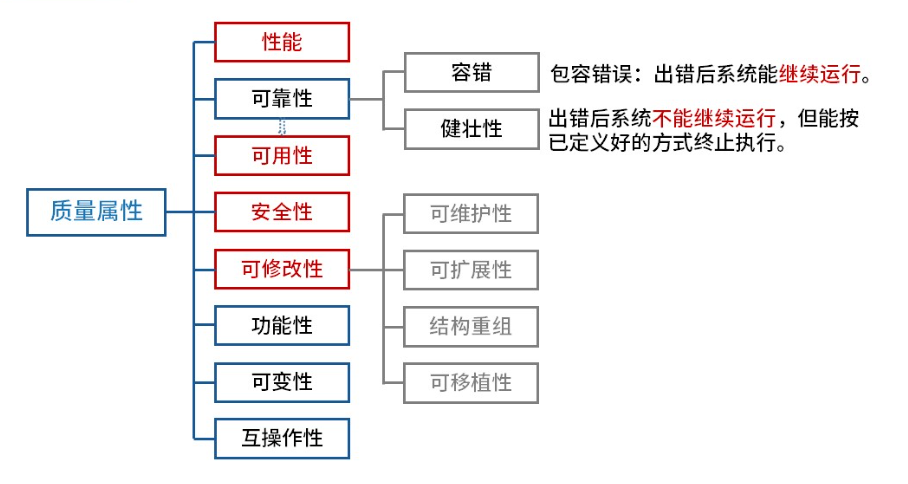 质量属性
性能
可靠性
容错
包容错误：出错后系统能继续运行。
健壮性
出错后系统不能继续运行，但能按
已定义好的方式终止执行。
可用性
安全性
可修改性
可维护性
可扩展性
结构重组
可移植性
功能性
可变性
互操作性